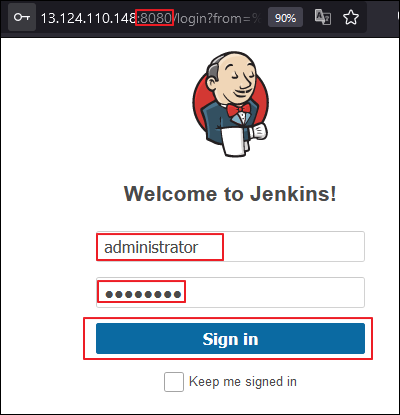 13.124.110.148:8080/login?from=%
90%
Welcome to Jenkins!
administrator
●●●●●●●●
Sign in
Keep me signed in